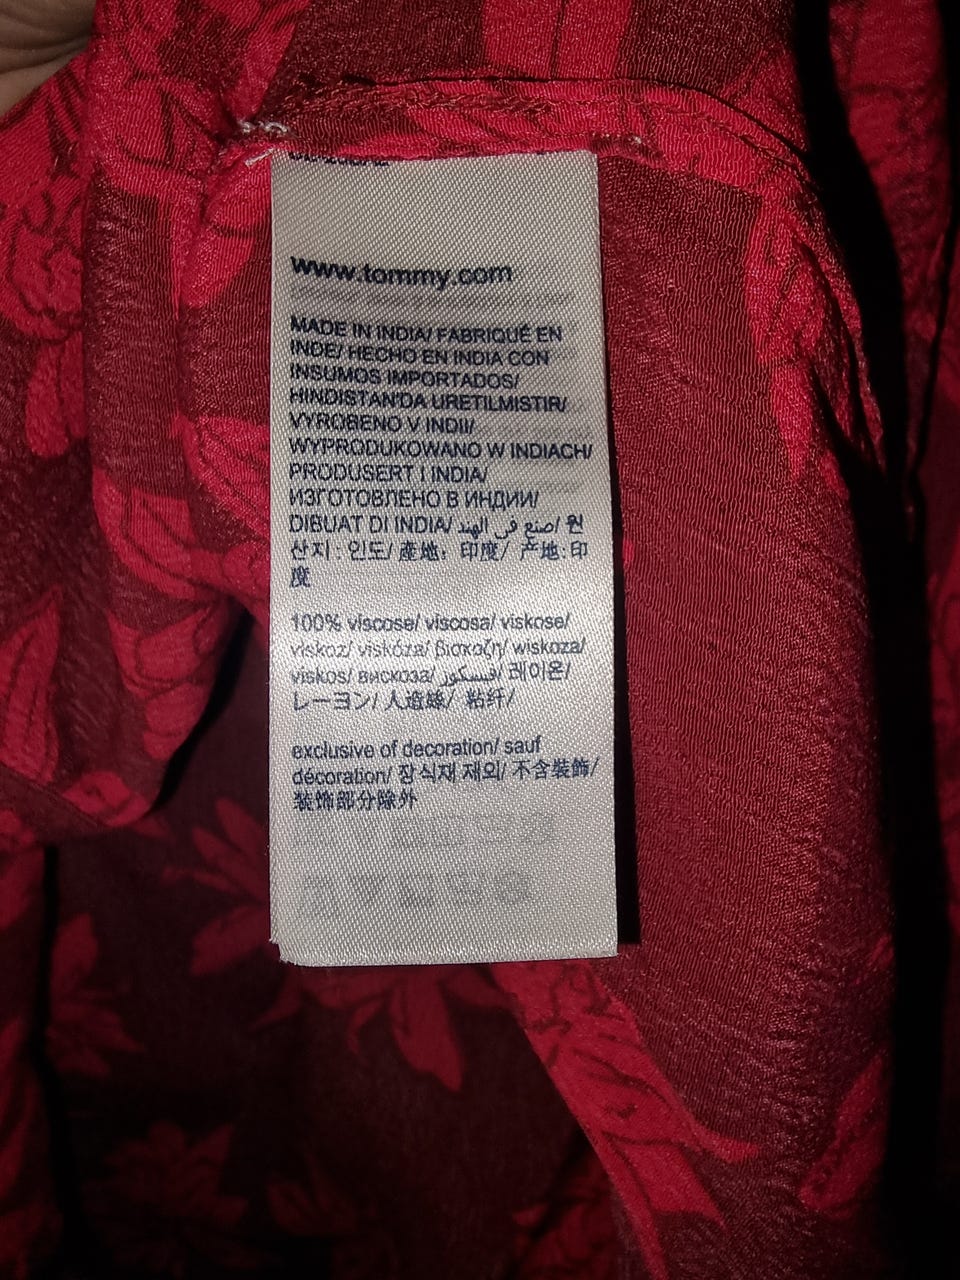 www.tommy.com
MADE IN INDIA/ FABRIQUÉ EN
INDE/ HECHO EN INDIA CON
INSUMOS IMPORTADOS/
HINDISTAN'DA URETILMISTIR/
VYROBENO V INDII/
WYPRODUKOWANO W INDIACH/
PRODUSERT I INDIA/
ИЗГОТОВЛЕНО В ИНДИИ/
DIBUAT DI INDIA/ صنع في الهند/ 원
산지 : 인도/ 產地：印度/ 产地:印
度
100% viscose/ viscosa/ viskose/
viskoz/ viskóza/ βισκοζη/ wiskoza/
viskos/ вискоза/ فيسكوز/ 레이온/
レーヨン/ 人造絲/ 粘纤/
exclusive of decoration/ sauf
décoration/ 장식재 제외/ 不含裝飾/
装饰部分除外